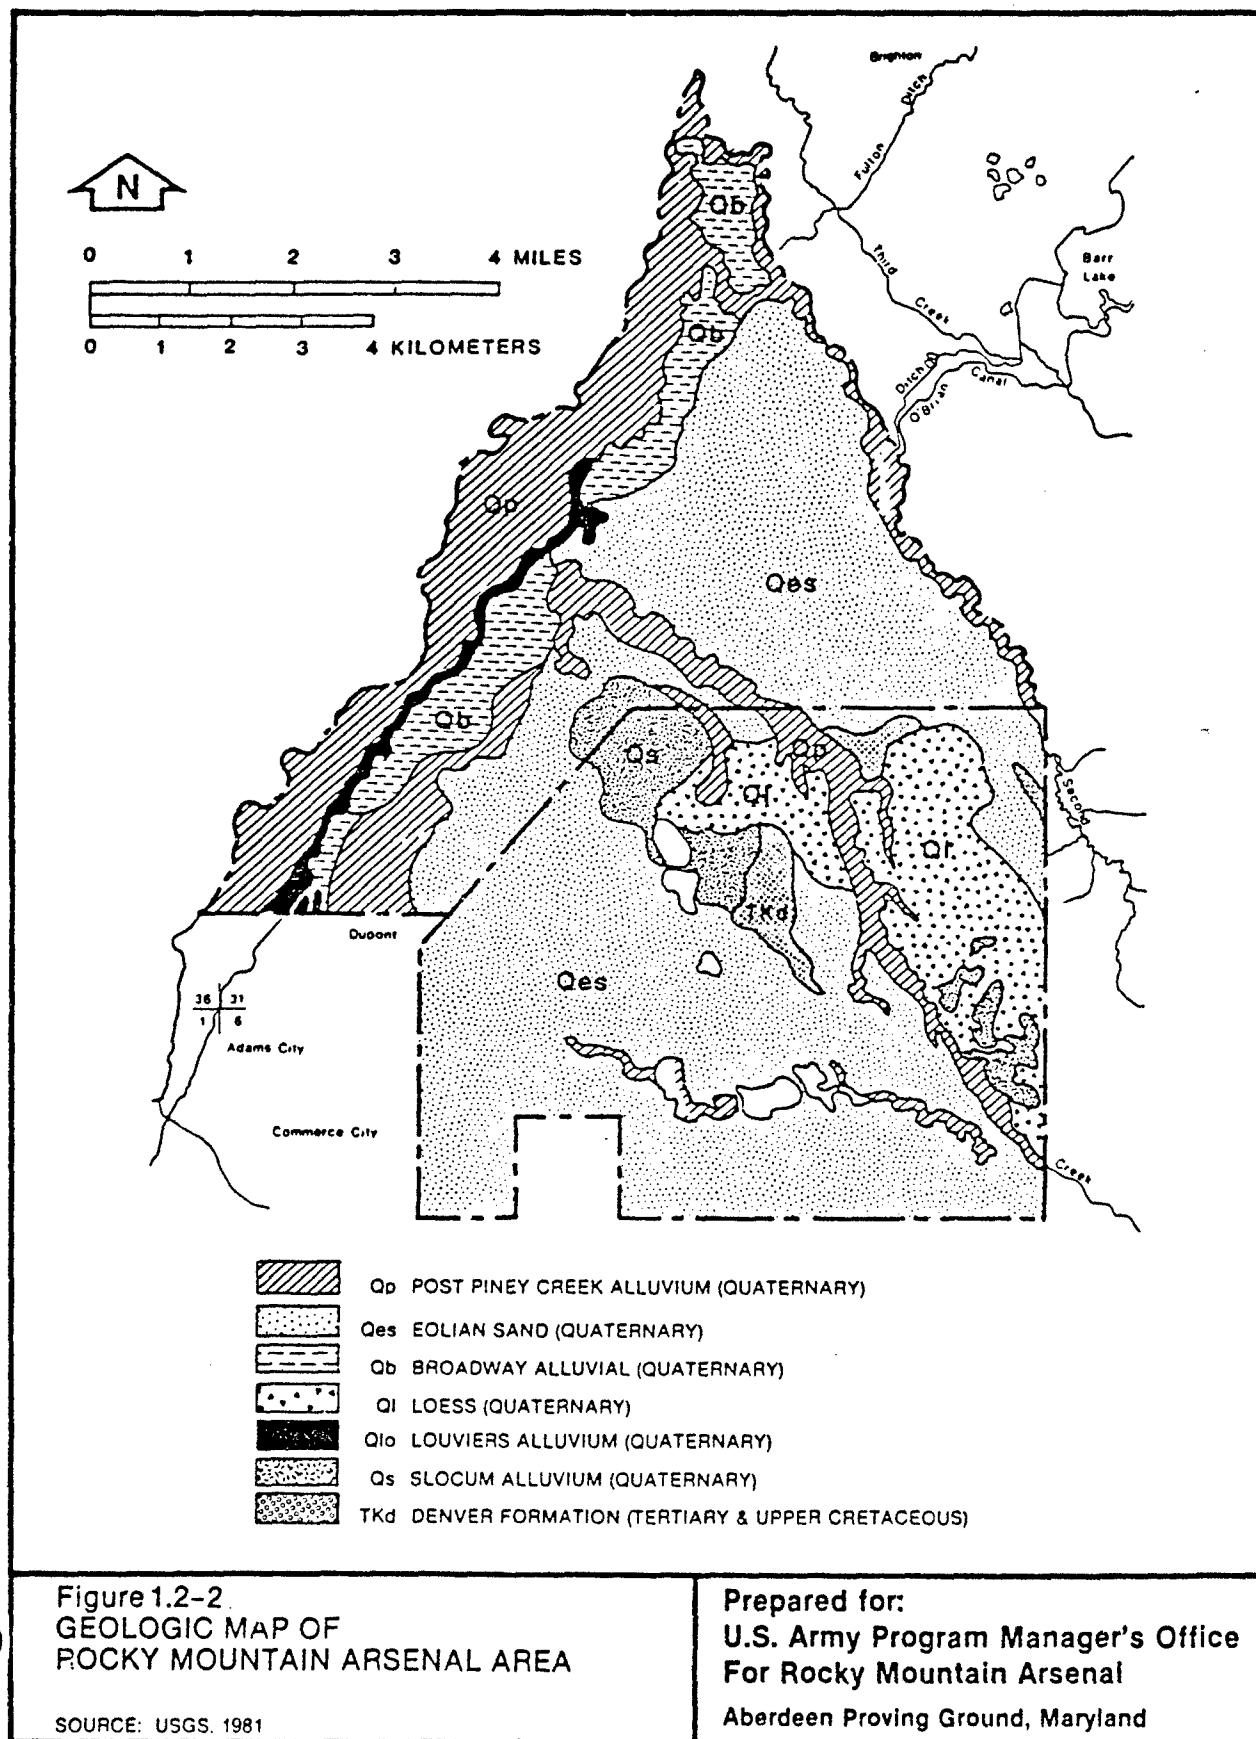 Brighton
Fulton Ditch
N
Qb
0 1 2 3 4 MILES
0 1 2 3 4 KILOMETERS
Third Creek
Barr
Lake
Qb
Ditch
O'Brian Canal
Qp
Qes
Qb
Qs
Qp
Ql
Second
Ql
TKd
Dupont
Qes
36 31
1 6
Adams City
Commerce City
Creek
Qp POST PINEY CREEK ALLUVIUM (QUATERNARY)
Qes EOLIAN SAND (QUATERNARY)
Qb BROADWAY ALLUVIAL (QUATERNARY)
Ql LOESS (QUATERNARY)
Qlo LOUVIERS ALLUVIUM (QUATERNARY)
Qs SLOCUM ALLUVIUM (QUATERNARY)
TKd DENVER FORMATION (TERTIARY & UPPER CRETACEOUS)
Figure 1.2-2
GEOLOGIC MAP OF
ROCKY MOUNTAIN ARSENAL AREA
SOURCE: USGS, 1981
Prepared for:
U.S. Army Program Manager's Office
For Rocky Mountain Arsenal
Aberdeen Proving Ground, Maryland